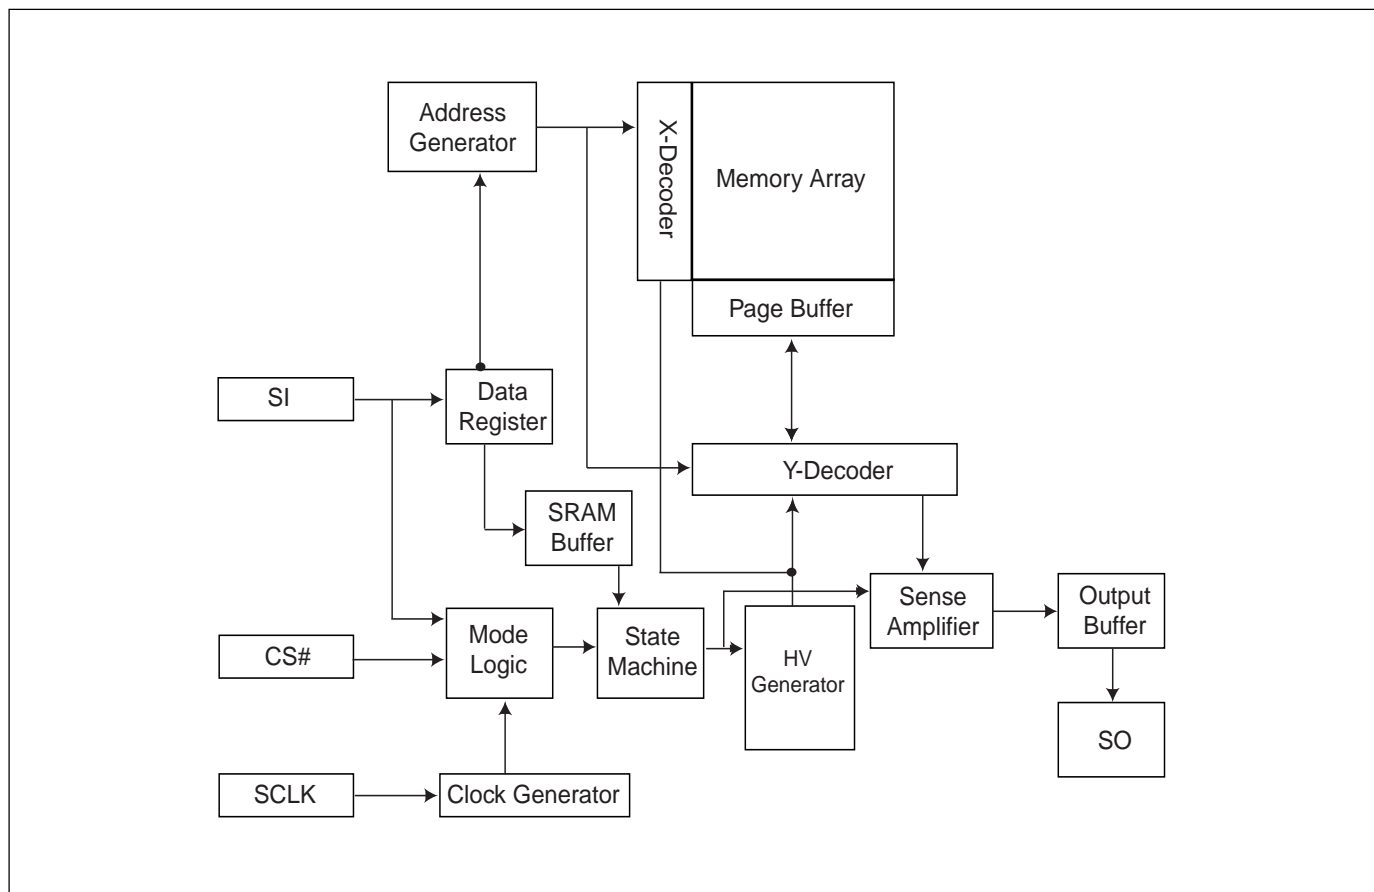 Address
Generator
X-Decoder
Memory Array
Page Buffer
SI
Data
Register
Y-Decoder
SRAM
Buffer
Sense
Amplifier
Output
Buffer
Mode
Logic
State
Machine
HV
Generator
CS#
SO
SCLK
Clock Generator